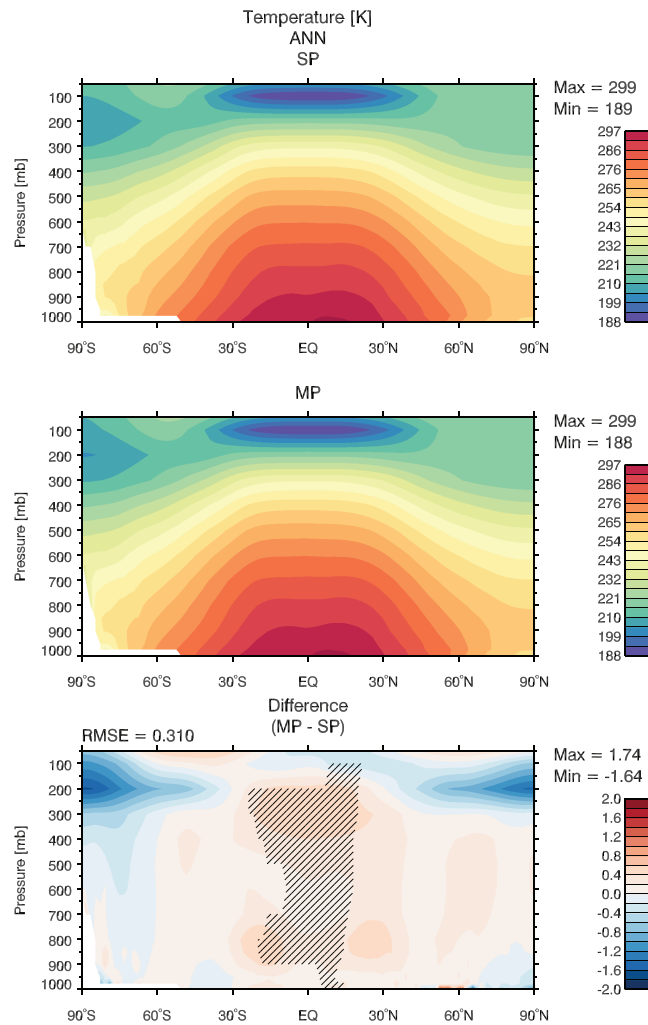 Temperature [K]
ANN
SP
Max = 299
Min = 189
Pressure [mb]
100
200
300
400
500
600
700
800
900
1000
90°S
60°S
30°S
EQ
30°N
60°N
90°N
297
286
276
265
254
243
232
221
210
199
188
MP
Max = 299
Min = 188
Pressure [mb]
100
200
300
400
500
600
700
800
900
1000
90°S
60°S
30°S
EQ
30°N
60°N
90°N
297
286
276
265
254
243
232
221
210
199
188
Difference
(MP - SP)
RMSE = 0.310
Max = 1.74
Min = -1.64
Pressure [mb]
100
200
300
400
500
600
700
800
900
1000
90°S
60°S
30°S
EQ
30°N
60°N
90°N
2.0
1.6
1.2
0.8
0.4
0.0
-0.4
-0.8
-1.2
-1.6
-2.0